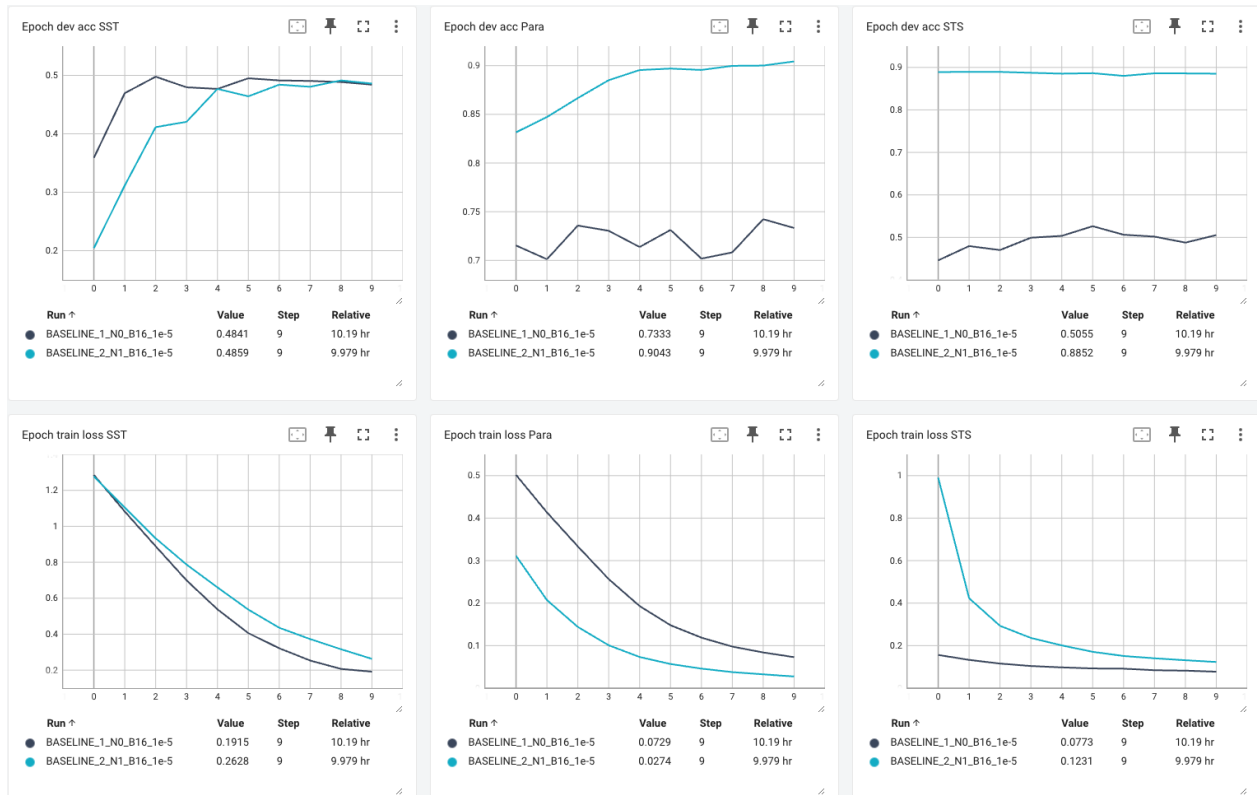 Epoch dev acc SST
0.5
0.4
0.3
0.2
0 1 2 3 4 5 6 7 8 9
Run ↑ Value Step Relative
BASELINE_1_N0_B16_1e-5 0.4841 9 10.19 hr
BASELINE_2_N1_B16_1e-5 0.4859 9 9.979 hr
Epoch dev acc Para
0.9
0.85
0.8
0.75
0.7
0 1 2 3 4 5 6 7 8 9
Run ↑ Value Step Relative
BASELINE_1_N0_B16_1e-5 0.7333 9 10.19 hr
BASELINE_2_N1_B16_1e-5 0.9043 9 9.979 hr
Epoch dev acc STS
0.9
0.8
0.7
0.6
0.5
0 1 2 3 4 5 6 7 8 9
Run ↑ Value Step Relative
BASELINE_1_N0_B16_1e-5 0.5055 9 10.19 hr
BASELINE_2_N1_B16_1e-5 0.8852 9 9.979 hr
Epoch train loss SST
1.2
1
0.8
0.6
0.4
0.2
0 1 2 3 4 5 6 7 8 9
Run ↑ Value Step Relative
BASELINE_1_N0_B16_1e-5 0.1915 9 10.19 hr
BASELINE_2_N1_B16_1e-5 0.2628 9 9.979 hr
Epoch train loss Para
0.5
0.4
0.3
0.2
0.1
0 1 2 3 4 5 6 7 8 9
Run ↑ Value Step Relative
BASELINE_1_N0_B16_1e-5 0.0729 9 10.19 hr
BASELINE_2_N1_B16_1e-5 0.0274 9 9.979 hr
Epoch train loss STS
1
0.8
0.6
0.4
0.2
0 1 2 3 4 5 6 7 8 9
Run ↑ Value Step Relative
BASELINE_1_N0_B16_1e-5 0.0773 9 10.19 hr
BASELINE_2_N1_B16_1e-5 0.1231 9 9.979 hr